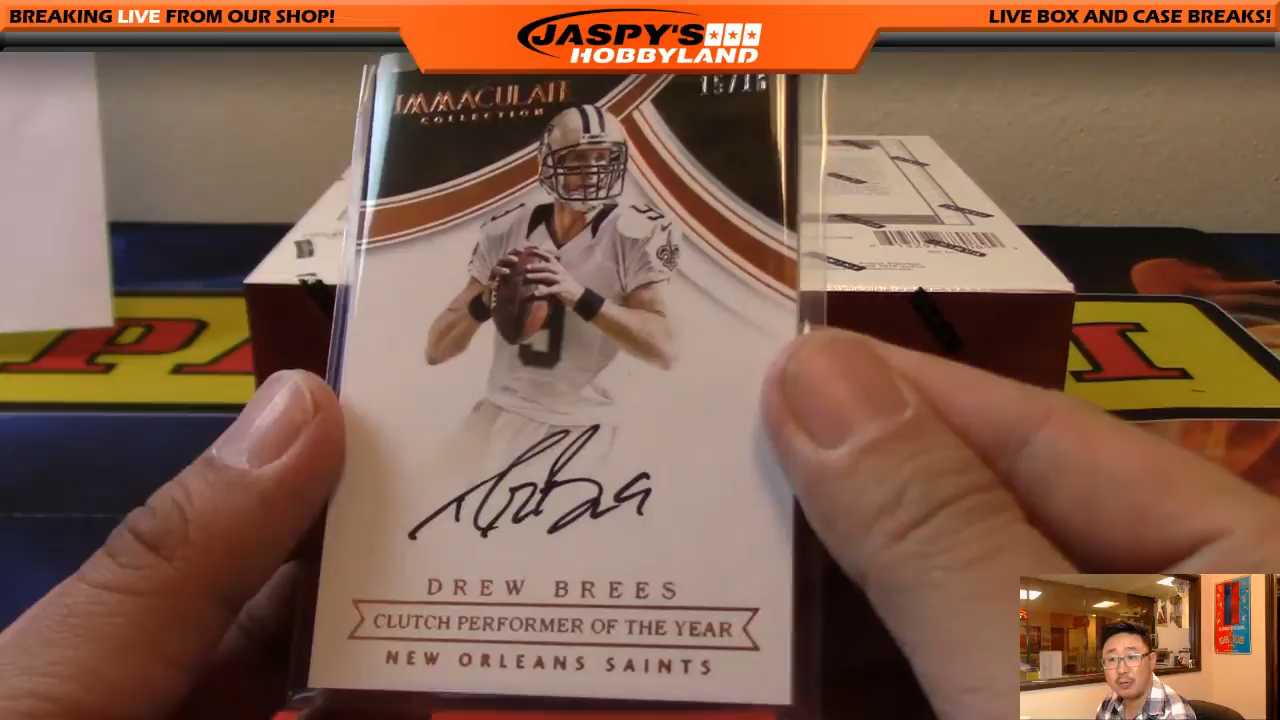 BREAKING LIVE FROM OUR SHOP!
JASPY'S
HOBBYLAND
LIVE BOX AND CASE BREAKS!
IMMACULATE
COLLECTION
9
DREW BREES
CLUTCH PERFORMER OF THE YEAR
NEW ORLEANS SAINTS